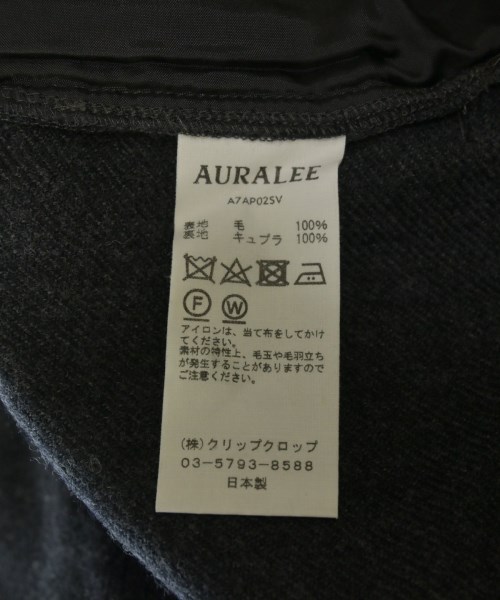 AURALEE
A7AP02SV
表地 毛 100%
裏地 キュプラ 100%
F W
アイロンは、当て布をしてかけ
てください。
素材の特性上、毛玉や毛羽立ち
が発生することがありますので
ご注意ください。
(株)クリップクロップ
03-5793-8588
日本製